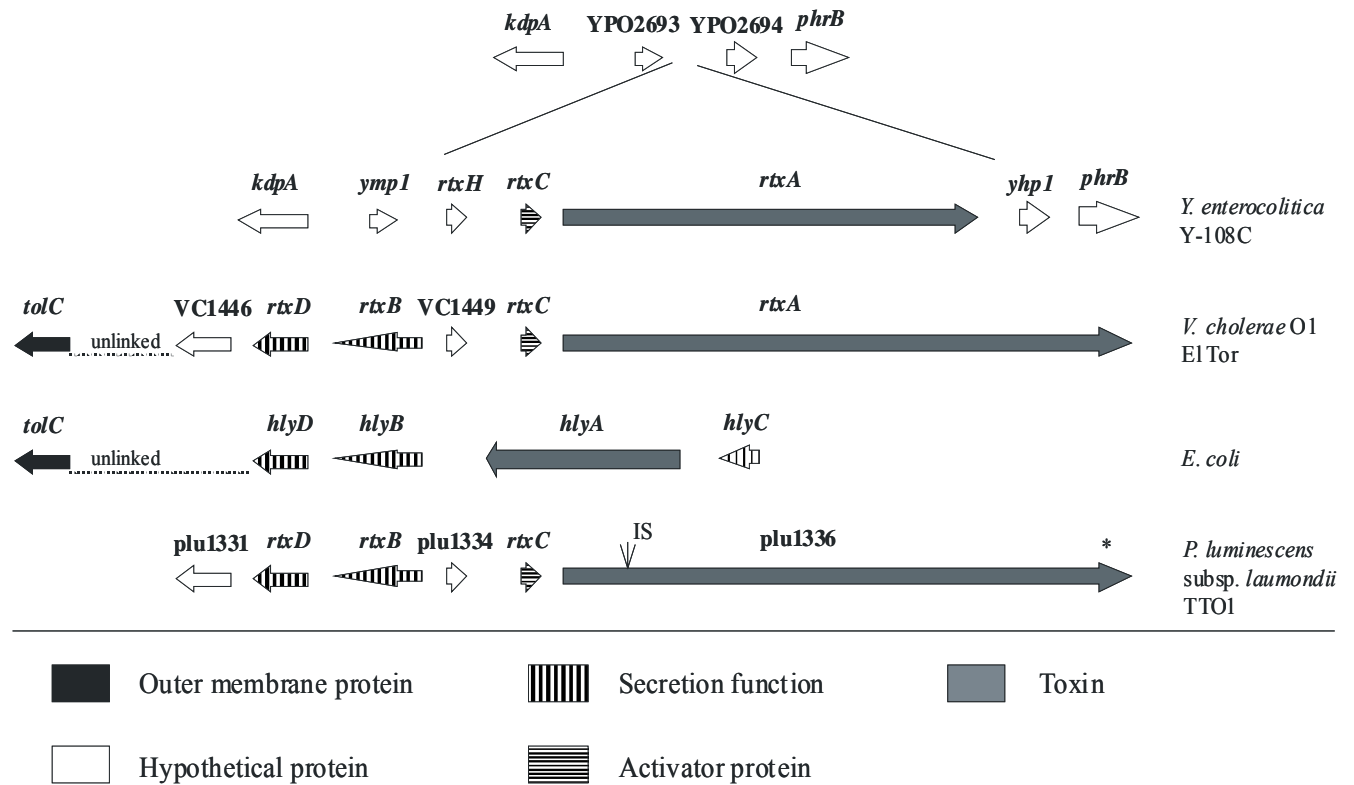 kdpA YPO2693 YPO2694 phrB
kdpA ymp1 rtxH rtxC rtxA yhp1 phrB
Y. enterocolitica
Y-108C
tolC VC1446 rtxD rtxB VC1449 rtxC rtxA
unlinked
V. cholerae O1
El Tor
tolC hlyD hlyB hlyA hlyC
unlinked
E. coli
plu1331 rtxD rtxB plu1334 rtxC IS plu1336 *
P. luminescens
subsp. laumondii
TTO1
Outer membrane protein Secretion function Toxin
Hypothetical protein Activator protein